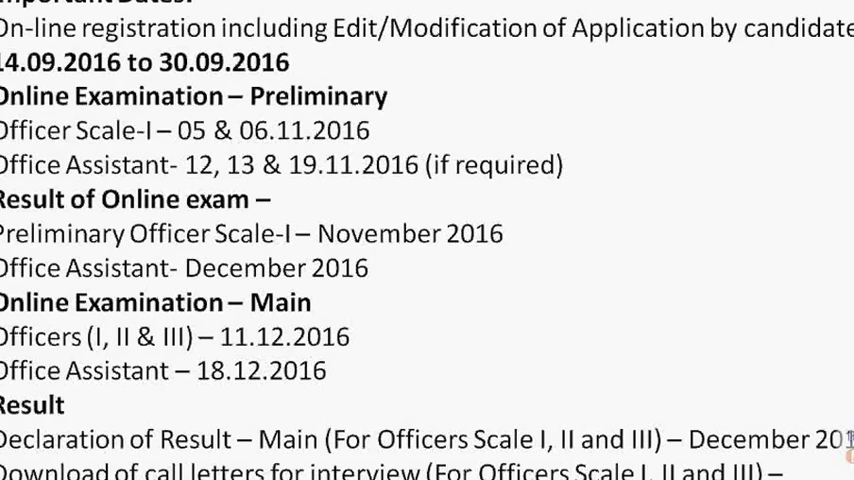 Important Dates:
On-line registration including Edit/Modification of Application by candidate
14.09.2016 to 30.09.2016
Online Examination – Preliminary
Officer Scale-I – 05 & 06.11.2016
Office Assistant- 12, 13 & 19.11.2016 (if required)
Result of Online exam –
Preliminary Officer Scale-I – November 2016
Office Assistant- December 2016
Online Examination – Main
Officers (I, II & III) – 11.12.2016
Office Assistant – 18.12.2016
Result
Declaration of Result – Main (For Officers Scale I, II and III) – December 201
Download of call letters for interview (For Officers Scale I, II and III) –